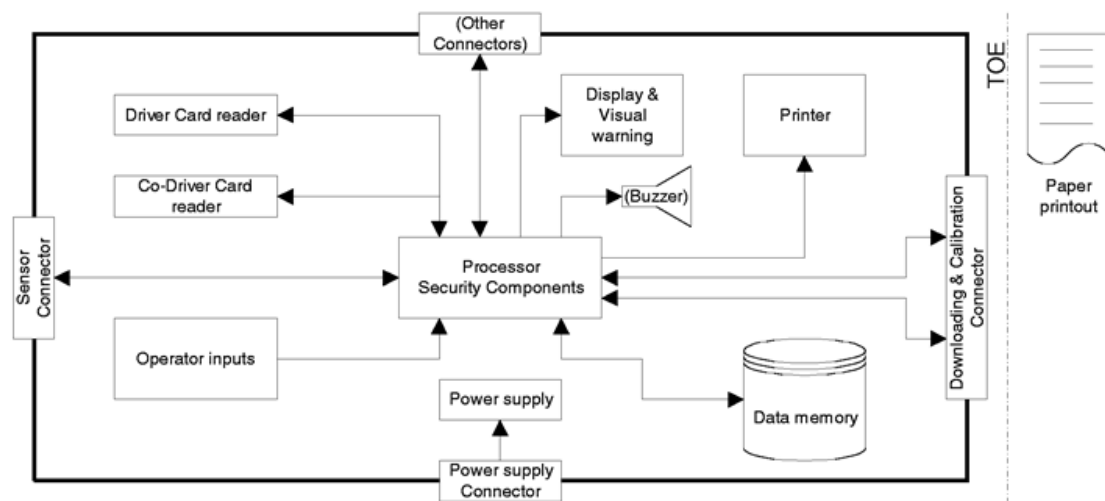 (Other
Connectors)
TOE
Driver Card reader
Display &
Visual
warning
Printer
Co-Driver Card
reader
(Buzzer)
Paper
printout
Sensor
Connector
Processor
Security Components
Downloading & Calibration
Connector
Operator inputs
Power supply
Data memory
Power supply
Connector